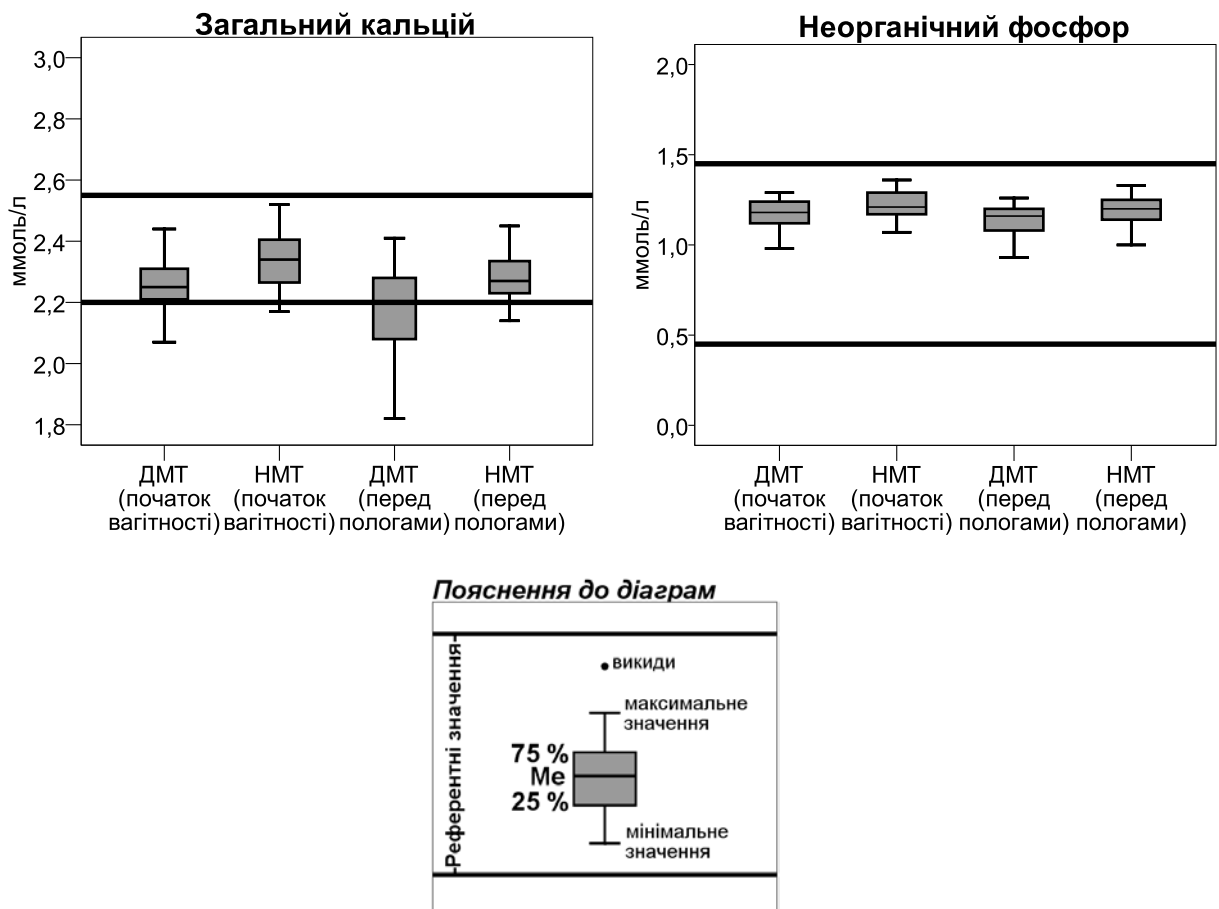 Загальний кальцій
3,0
2,8
2,6
2,4
2,2
2,0
1,8
ммоль/л
ДМТ
(початок
вагітності)
НМТ
(початок
вагітності)
ДМТ
(перед
пологами)
НМТ
(перед
пологами)
Неорганічний фосфор
2,0
1,5
1,0
0,5
0,0
ммоль/л
ДМТ
(початок
вагітності)
НМТ
(початок
вагітності)
ДМТ
(перед
пологами)
НМТ
(перед
пологами)
Пояснення до діаграм
Референтні значення
викиди
максимальне
значення
75 %
Me
25 %
мінімальне
значення